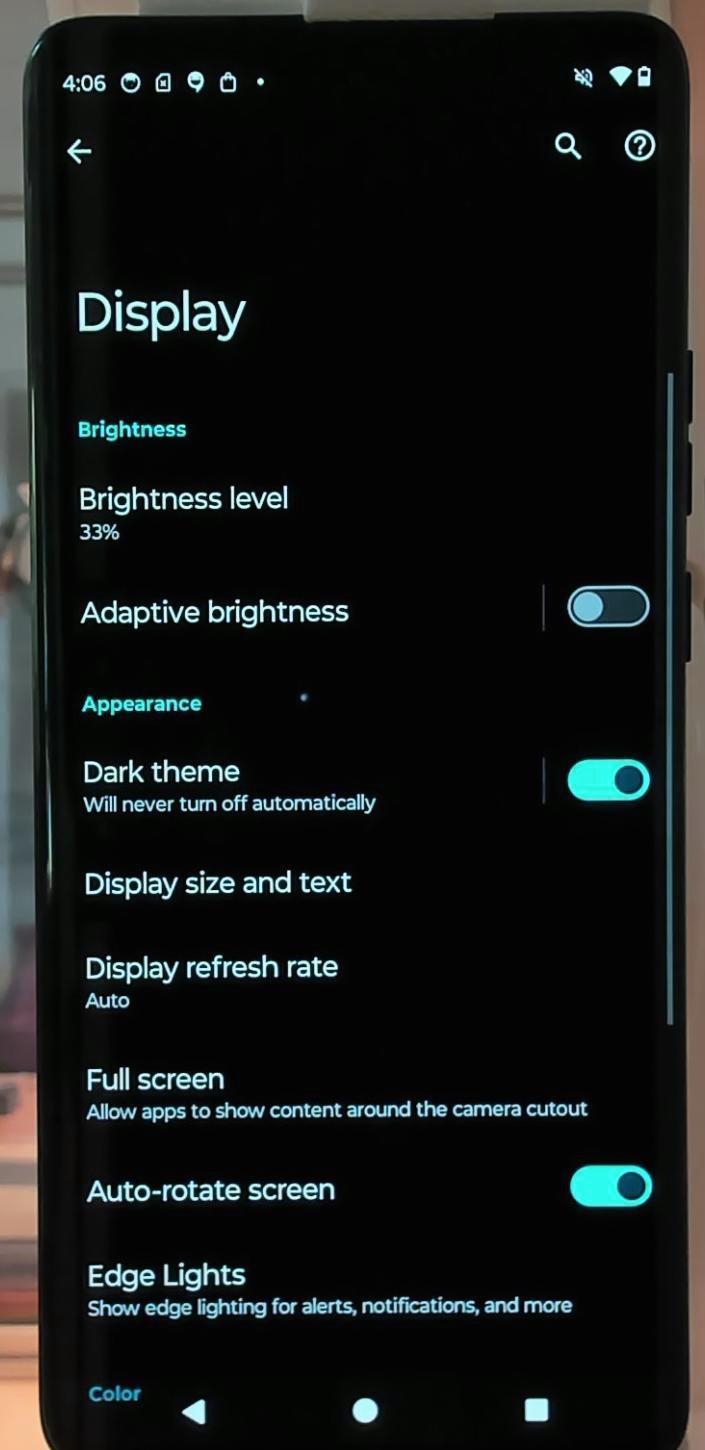 4:06
Display
Brightness
Brightness level
33%
Adaptive brightness
Appearance
Dark theme
Will never turn off automatically
Display size and text
Display refresh rate
Auto
Full screen
Allow apps to show content around the camera cutout
Auto-rotate screen
Edge Lights
Show edge lighting for alerts, notifications, and more
Color